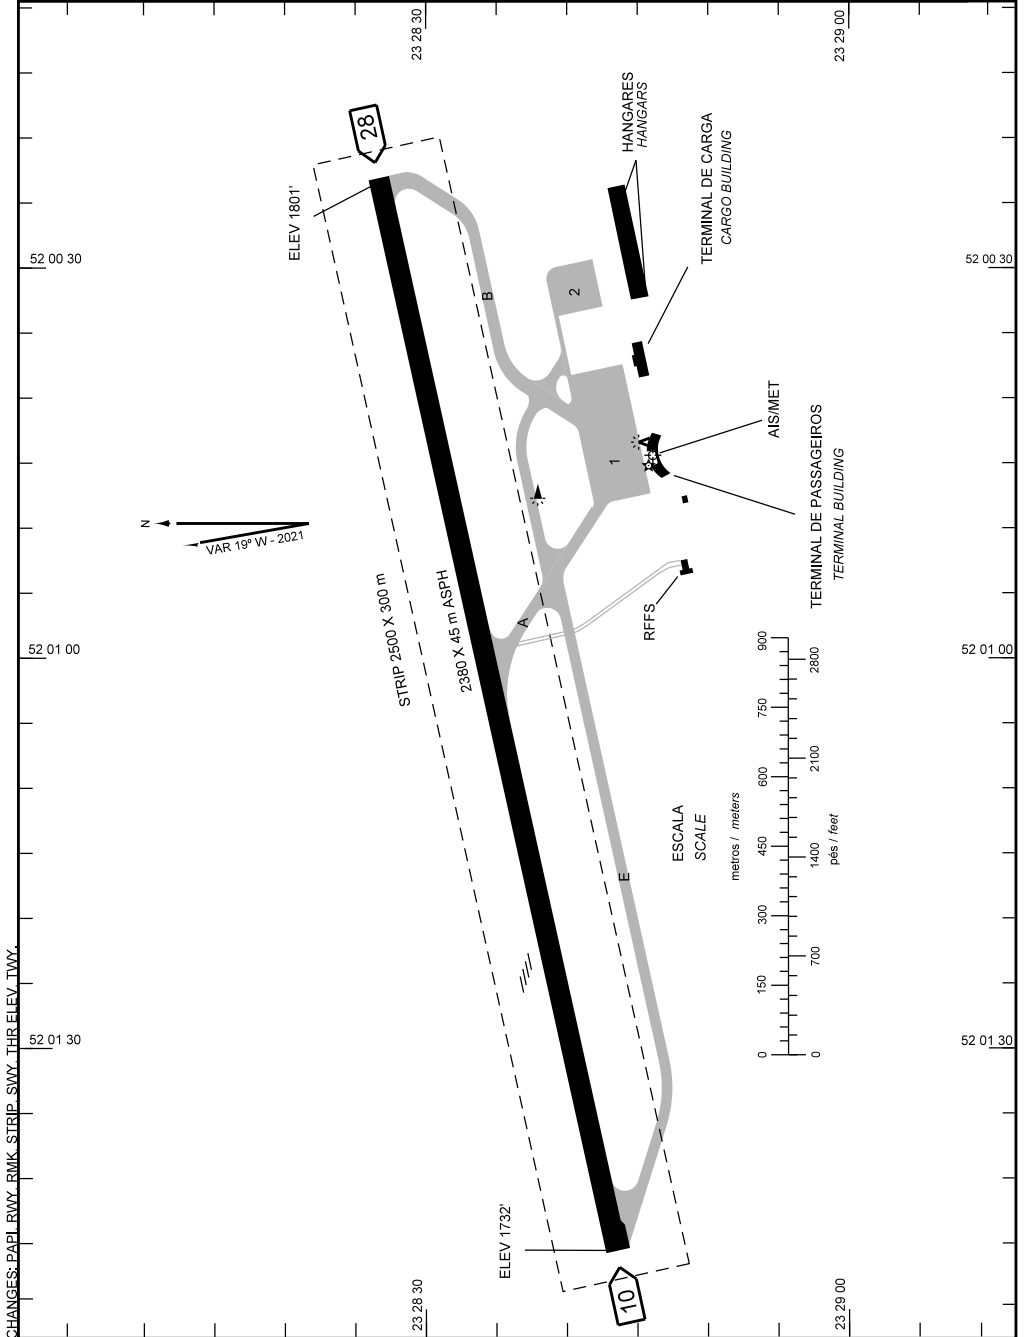 23 28 30
23 29 00
28
HANGARES
HANGARS
TERMINAL DE CARGA
CARGO BUILDING
ELEV 1801'
52 00 30
52 00 30
B
2
AIS/MET
TERMINAL DE PASSAGEIROS
TERMINAL BUILDING
1
N
VAR 19º W - 2021
STRIP 2500 X 300 m
2380 X 45 m ASPH
A
RFFS
52 01 00
52 01 00
ESCALA
SCALE
metros / meters
0 150 300 450 600 750 900
0 700 1400 2100 2800
pés / feet
E
52 01 30
52 01 30
ELEV 1732'
10
23 28 30
23 29 00
CHANGES: PAPI. RWY. RMK. STRIP. SWY. THR ELEV. TWY.